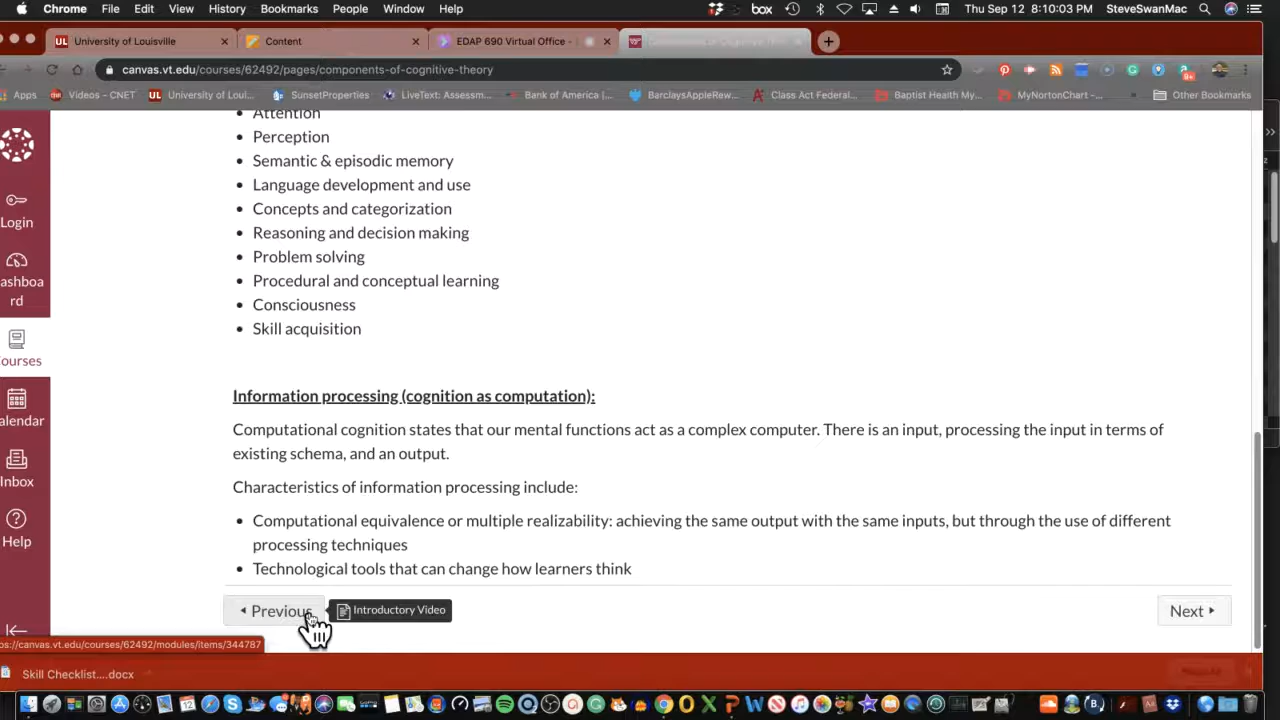 Chrome File Edit View History Bookmarks People Window Help box Thu Sep 12 8:10:03 PM SteveSwanMac
UL University of Louisville Content EDAP 690 Virtual Office -
canvas.vt.edu/courses/62492/pages/components-of-cognitive-theory
Apps Videos - CNET UL University of Loui... SunsetProperties LiveText: Assessm... Bank of America |... BarclaysAppleRew... Class Act Federal... Baptist Health My... MyNortonChart -... Other Bookmarks
Attention
Perception
Semantic & episodic memory
Language development and use
Concepts and categorization
Reasoning and decision making
Problem solving
Procedural and conceptual learning
Consciousness
Skill acquisition
Login
ashboa
rd
ourses
alendar
Inbox
Help
Information processing (cognition as computation):
Computational cognition states that our mental functions act as a complex computer. There is an input, processing the input in terms of
existing schema, and an output.
Characteristics of information processing include:
Computational equivalence or multiple realizability: achieving the same output with the same inputs, but through the use of different
processing techniques
Technological tools that can change how learners think
Previous Introductory Video Next
ps://canvas.vt.edu/courses/62492/modules/items/344787
Skill Checklist....docx